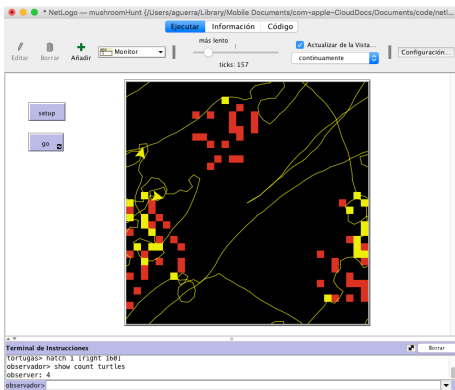 * NetLogo — mushroomHunt {/Users/aguerra/Library/Mobile Documents/com~apple~CloudDocs/Documents/code/netl...
Ejecutar Información Código
Editar Borrar Añadir Monitor
más lento
ticks: 157
Actualizar de la Vista...
continuamente
Configuración...
setup
go
Terminal de Instrucciones Borrar
tortugas> hatch 1 [right 160]
observador> show count turtles
observer: 4
observador>